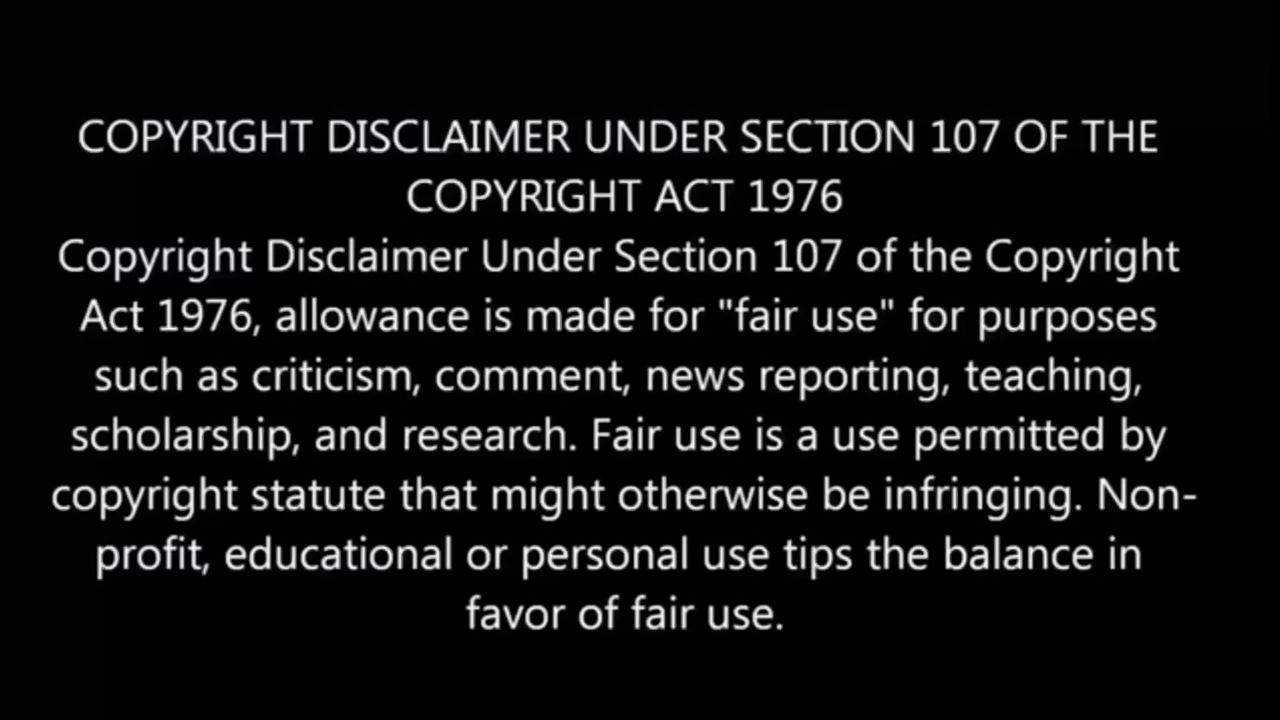 COPYRIGHT DISCLAIMER UNDER SECTION 107 OF THE
COPYRIGHT ACT 1976
Copyright Disclaimer Under Section 107 of the Copyright
Act 1976, allowance is made for "fair use" for purposes
such as criticism, comment, news reporting, teaching,
scholarship, and research. Fair use is a use permitted by
copyright statute that might otherwise be infringing. Non-
profit, educational or personal use tips the balance in
favor of fair use.